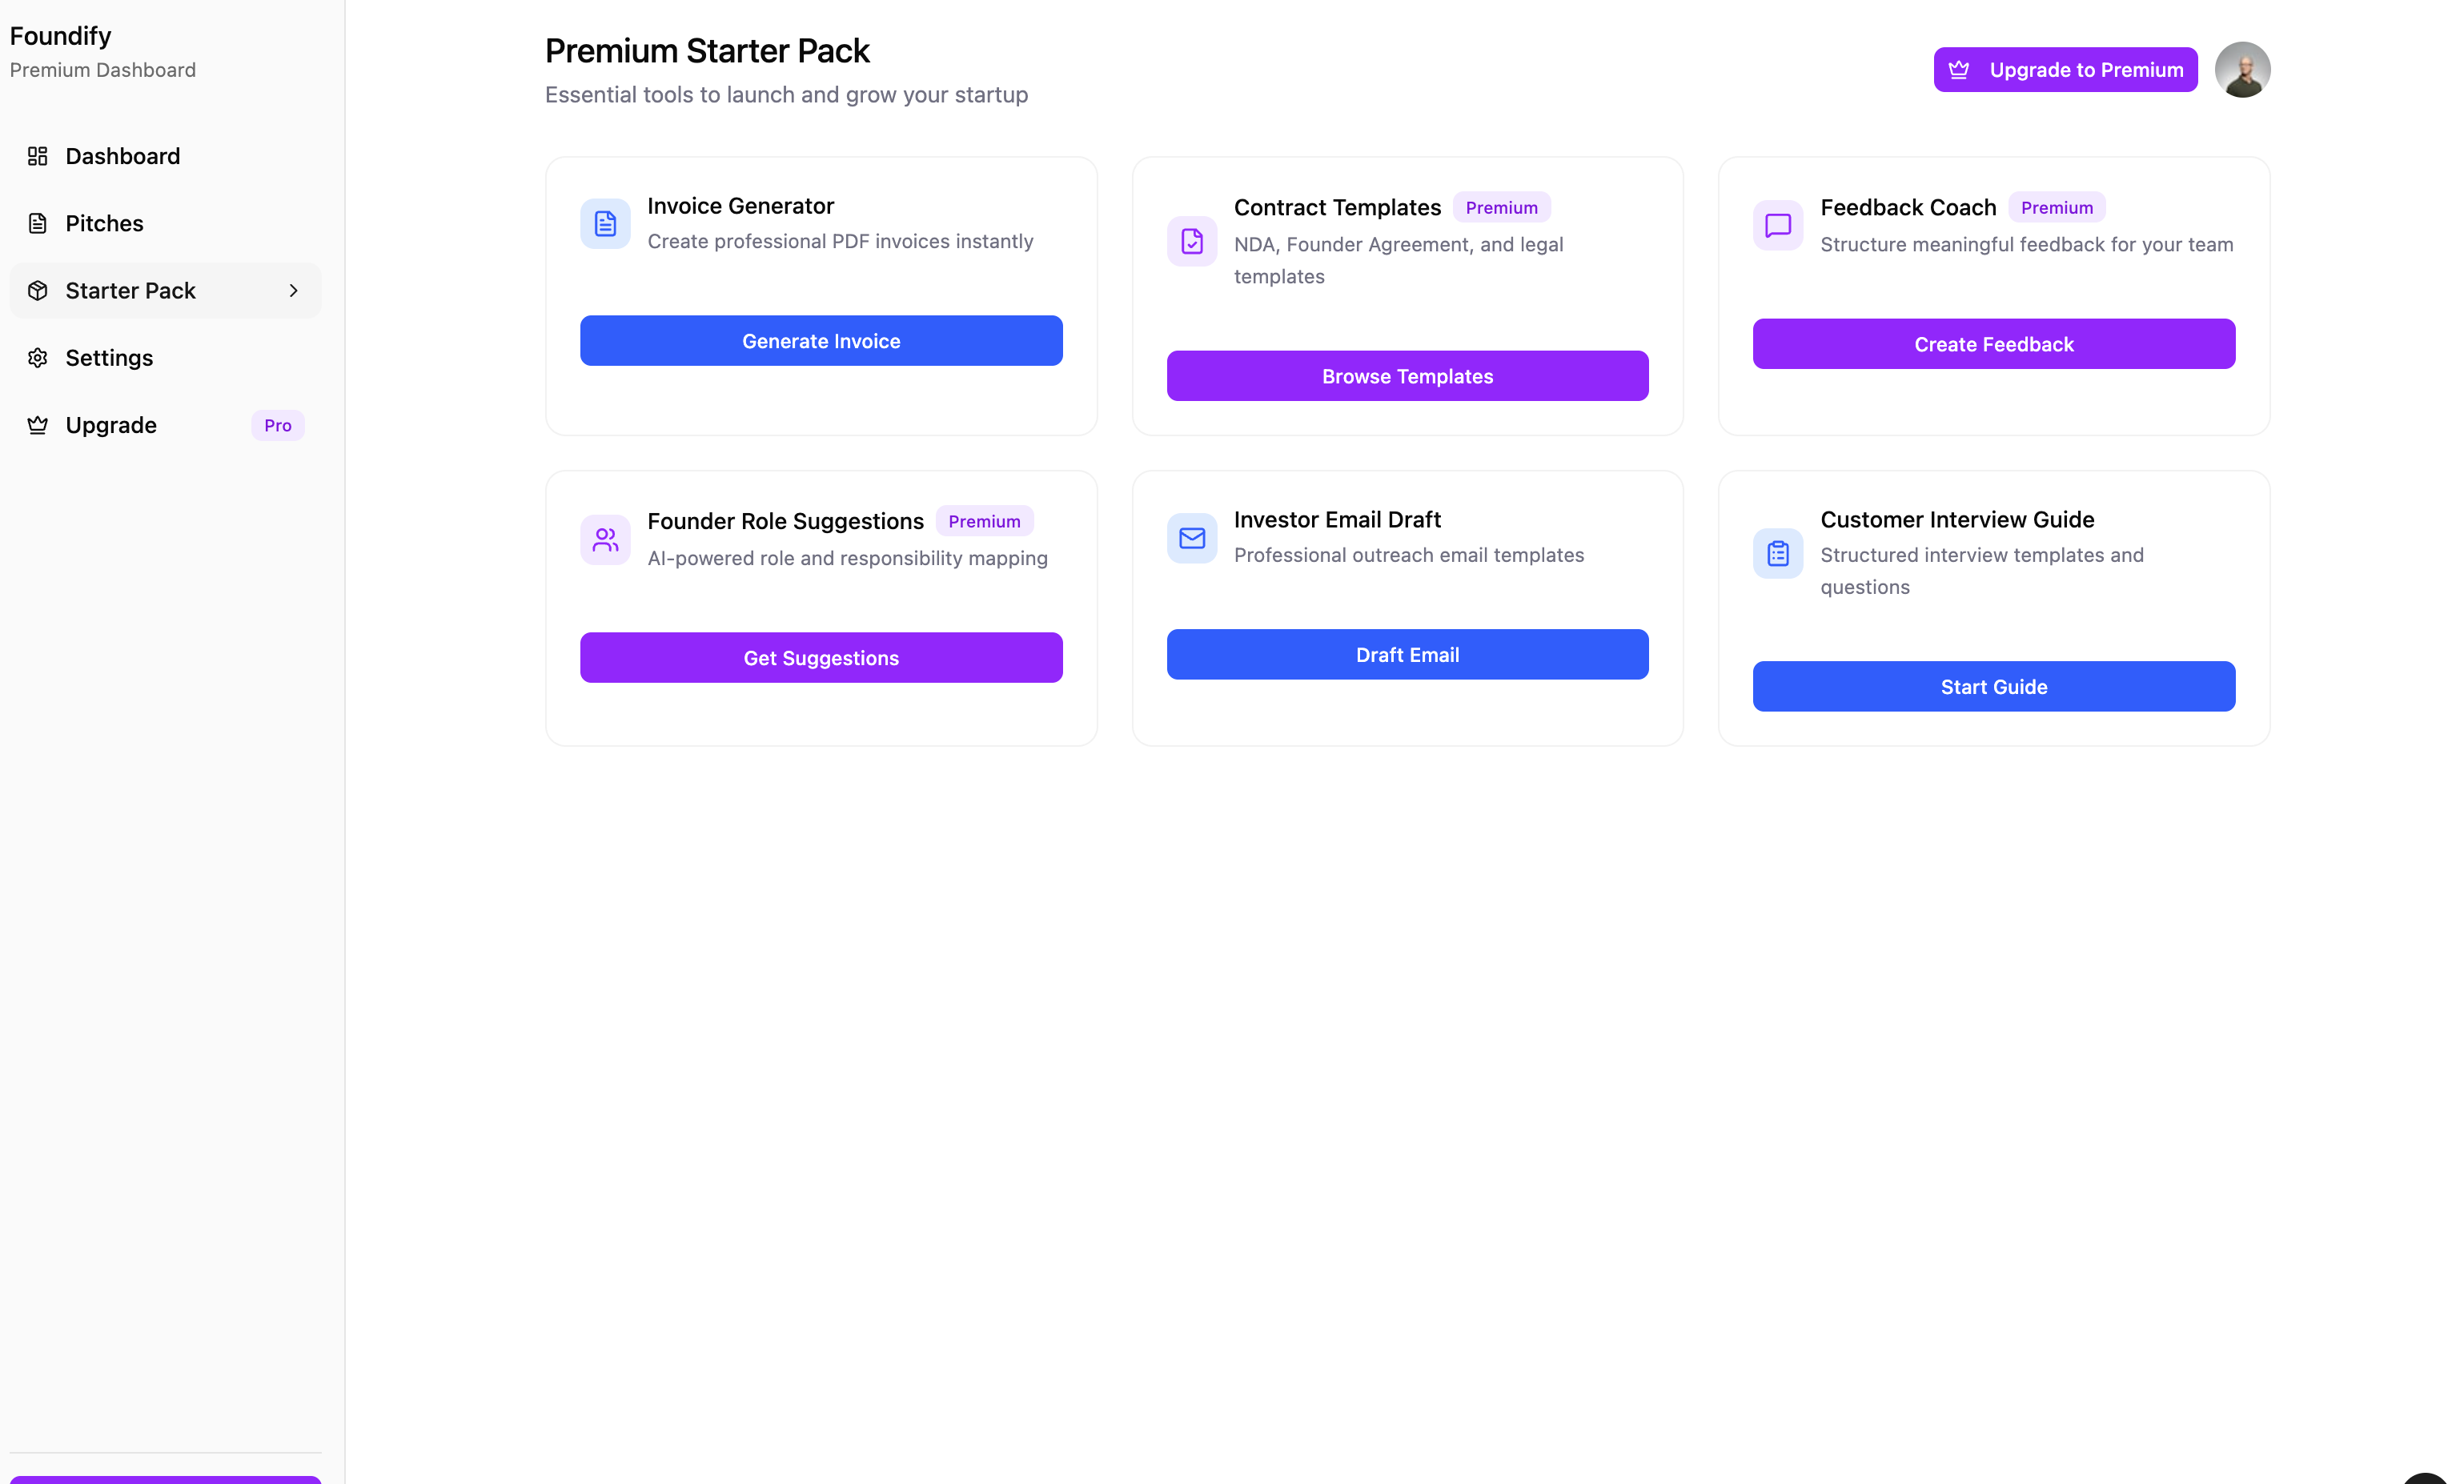 Foundify
Premium Dashboard
Dashboard
Pitches
Starter Pack
Settings
Upgrade
Pro
Premium Starter Pack
Essential tools to launch and grow your startup
Upgrade to Premium
Invoice Generator
Create professional PDF invoices instantly
Generate Invoice
Contract Templates
Premium
NDA, Founder Agreement, and legal
templates
Browse Templates
Feedback Coach
Premium
Structure meaningful feedback for your team
Create Feedback
Founder Role Suggestions
Premium
AI-powered role and responsibility mapping
Get Suggestions
Investor Email Draft
Professional outreach email templates
Draft Email
Customer Interview Guide
Structured interview templates and
questions
Start Guide